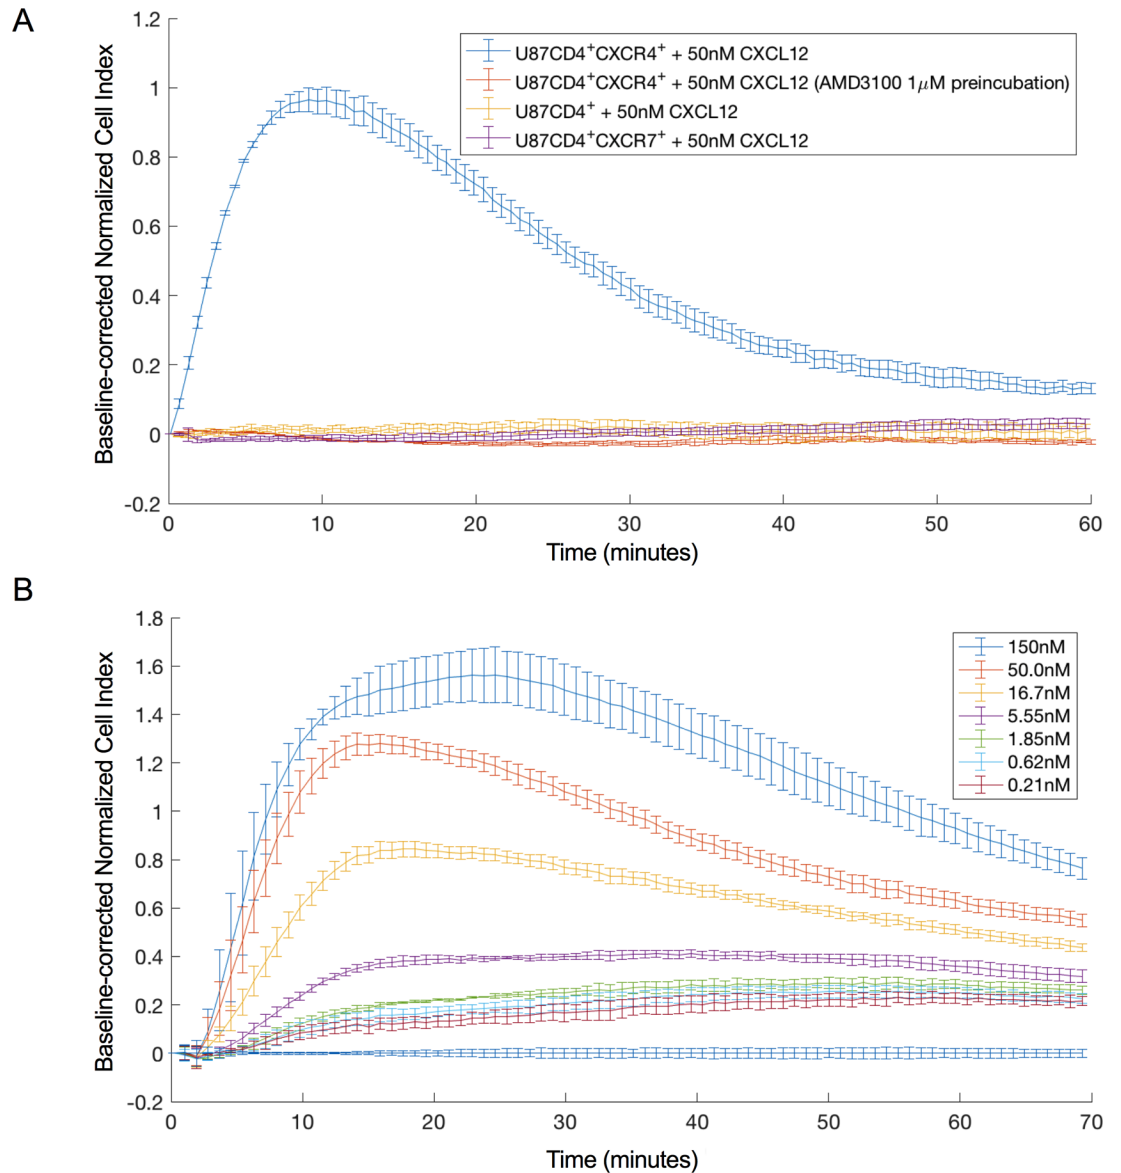 A
Baseline-corrected Normalized Cell Index
1.2
1
0.8
0.6
0.4
0.2
0
-0.2
U87CD4⁺CXCR4⁺ + 50nM CXCL12
U87CD4⁺CXCR4⁺ + 50nM CXCL12 (AMD3100 1μM preincubation)
U87CD4⁺ + 50nM CXCL12
U87CD4⁺CXCR7⁺ + 50nM CXCL12
0 10 20 30 40 50 60
Time (minutes)
B
Baseline-corrected Normalized Cell Index
1.8
1.6
1.4
1.2
1
0.8
0.6
0.4
0.2
0
-0.2
150nM
50.0nM
16.7nM
5.55nM
1.85nM
0.62nM
0.21nM
0 10 20 30 40 50 60 70
Time (minutes)